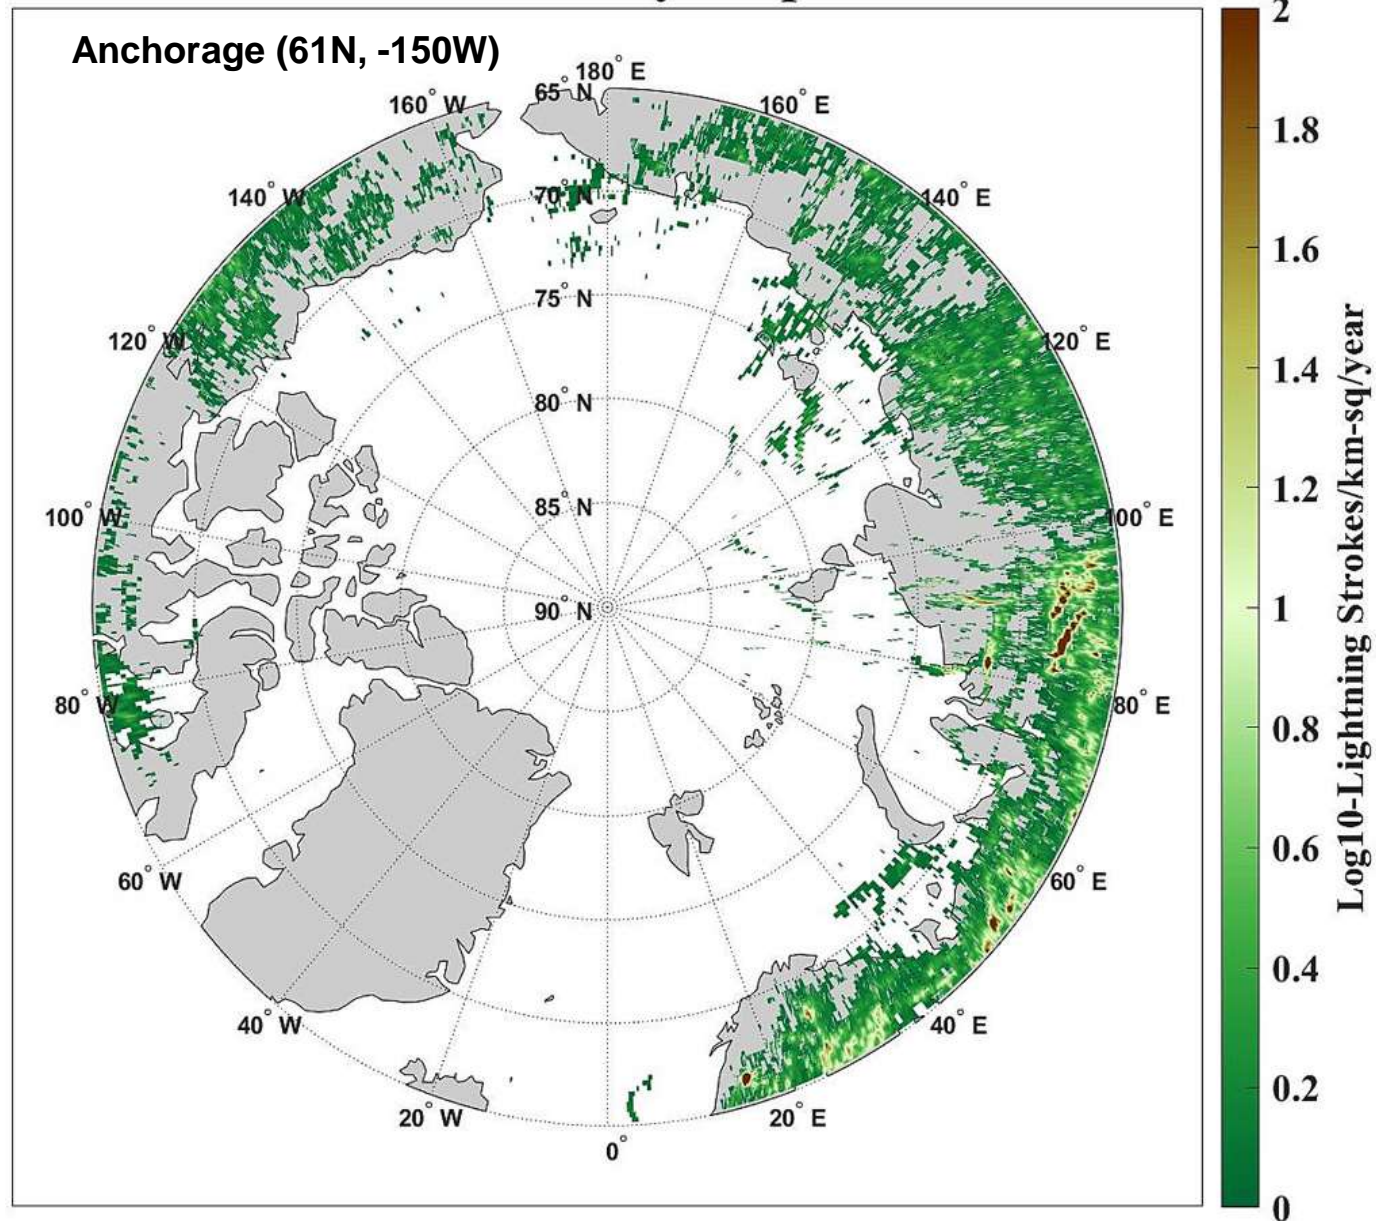 Anchorage (61N, -150W)
180° E
65° N
160° W
160° E
140° W
70° N
140° E
75° N
120° W
120° E
80° N
85° N
100° W
100° E
90° N
80° W
80° E
60° W
60° E
40° W
40° E
20° W
20° E
0°
2
1.8
1.6
1.4
1.2
1
0.8
0.6
0.4
0.2
0
Log10-Lightning Strokes/km-sq/year